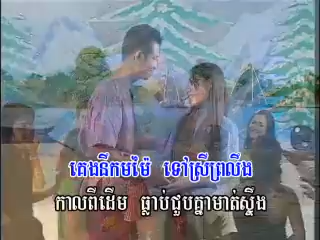 គេងនឹកមមៃ ទៅស្រីព្រលឹង
កាលពីដើម ធ្លាប់ជួបគ្នាមាត់ស្ទឹង